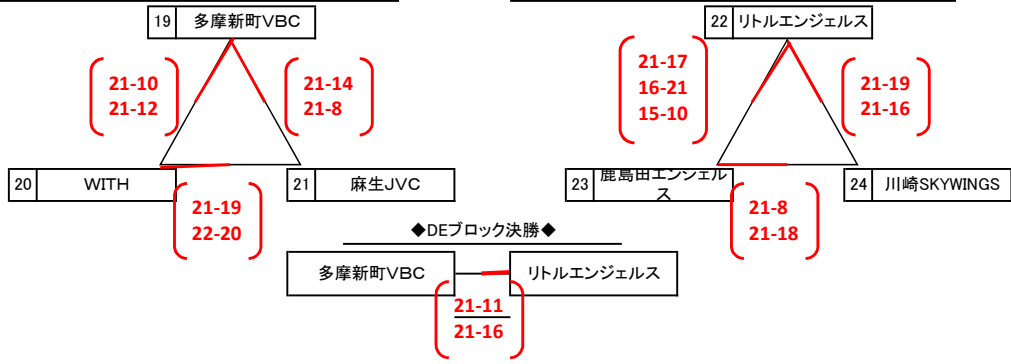 19 多摩新町VBC
22 リトルエンジェルス
21-10
21-12
21-14
21-8
21-17
16-21
15-10
21-19
21-16
20 WITH
21 麻生JVC
23 鹿島田エンジェル
ス
24 川崎SKYWINGS
21-19
22-20
21-8
21-18
◆DEブロック決勝◆
多摩新町VBC
リトルエンジェルス
21-11
21-16